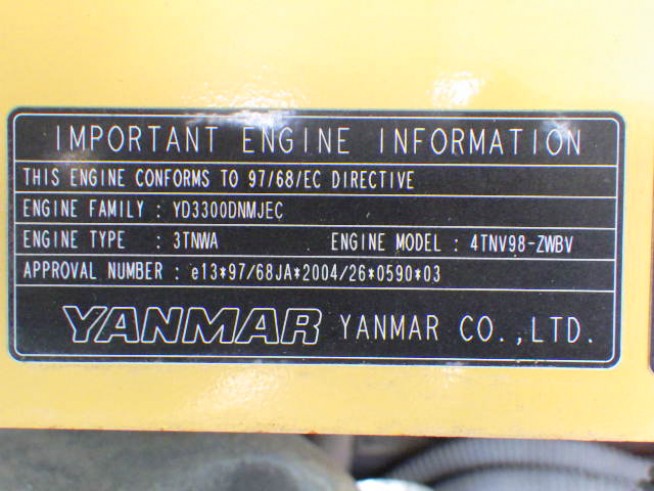 IMPORTANT ENGINE INFORMATION
THIS ENGINE CONFORMS TO 97/68/EC DIRECTIVE
ENGINE FAMILY : YD3300DNMJEC
ENGINE TYPE : 3TNWA ENGINE MODEL : 4TNV98-ZWBV
APPROVAL NUMBER : e13*97/68JA*2004/26*0590*03
YANMAR YANMAR CO.,LTD.